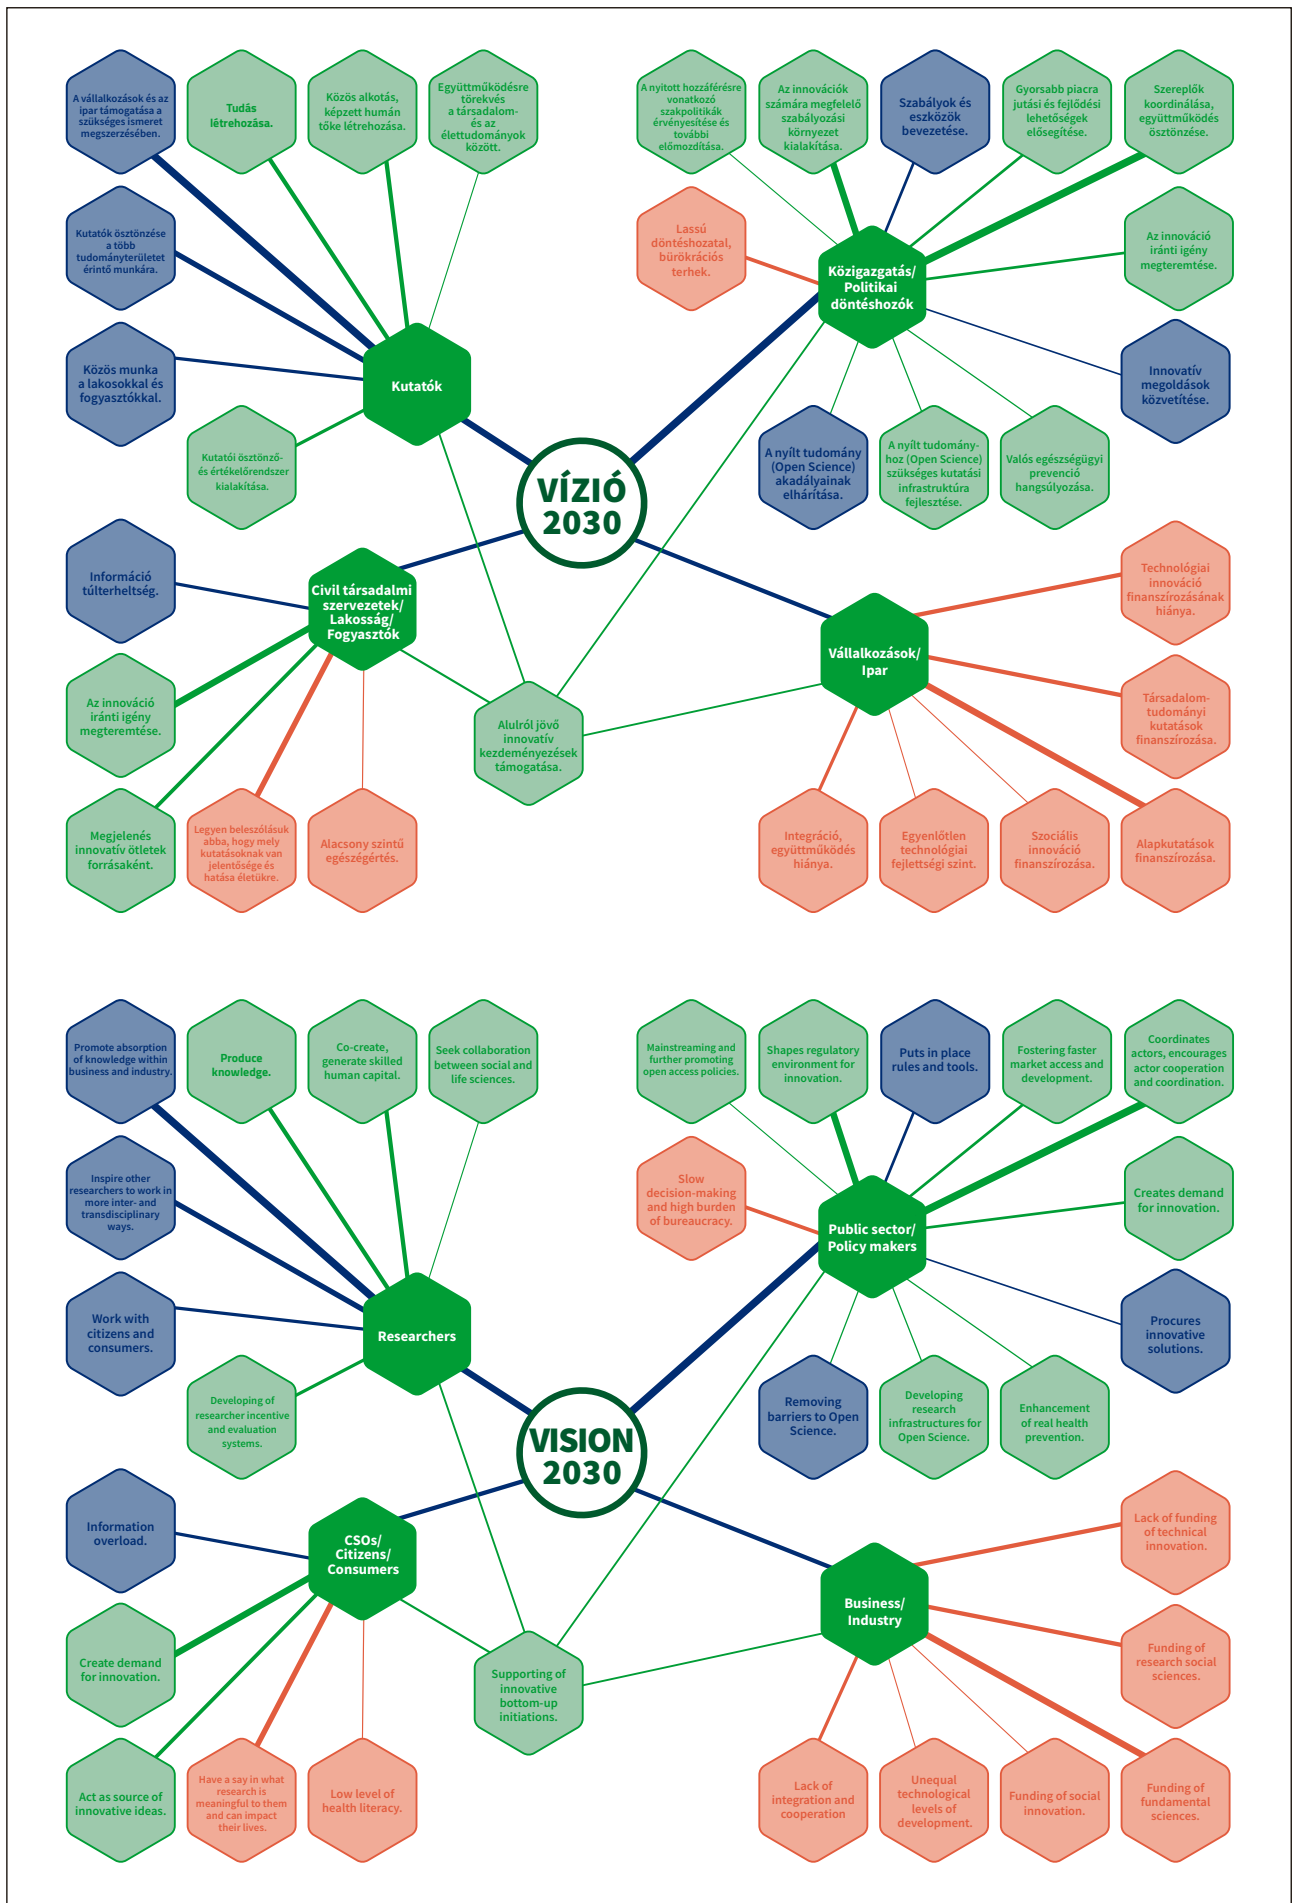 A vállalkozások és az
ipar támogatása a
szükséges ismeret
megszerzésében.
Tudás
létrehozása.
Közös alkotás,
képzett humán
tőke létrehozása.
Együttműködésre
törekvés
a társadalom-
és az
élettudományok
között.
A nyitott hozzáférésre
vonatkozó
szakpolitikák
érvényesítése és
további
előmozdítása.
Az innovációk
számára megfelelő
szabályozási
környezet
kialakítása.
Szabályok és
eszközök
bevezetése.
Gyorsabb piacra
jutási és fejlődési
lehetőségek
elősegítése.
Szereplők
koordinálása,
együttműködés
ösztönzése.
Kutatók ösztönzése
a több
tudományterületet
érintő munkára.
Lassú
döntéshozatal,
bürökrációs
terhek.
Közigazgatás/
Politikai
döntéshozók
Az innováció
iránti igény
megteremtése.
Közös munka
a lakosokkal és
fogyasztókkal.
Kutatók
Innovatív
megoldások
közvetítése.
Kutatói ösztönző-
és értékelőrendszer
kialakítása.
VÍZIÓ
2030
A nyílt tudomány
(Open Science)
akadályainak
elhárítása.
A nyílt tudomány-
hoz (Open Science)
szükséges kutatási
infrastruktúra
fejlesztése.
Valós egészségügyi
prevenció
hangsúlyozása.
Információ
túlterheltség.
Civil társadalmi
szervezetek/
Lakosság/
Fogyasztók
Technológiai
innováció
finanszírozásának
hiánya.
Vállalkozások/
Ipar
Az innováció
iránti igény
megteremtése.
Alulról jövő
innovatív
kezdeményezések
támogatása.
Társadalom-
tudományi
kutatások
finanszírozása.
Megjelenés
innovatív ötletek
forrásaként.
Legyen beleszólásuk
abba, hogy mely
kutatásoknak van
jelentősége és
hatása életükre.
Alacsony szintű
egészségértés.
Integráció,
együttműködés
hiánya.
Egyenlőtlen
technológiai
fejlettségi szint.
Szociális
innováció
finanszírozása.
Alapkutatások
finanszírozása.
Promote absorption
of knowledge within
business and industry.
Produce
knowledge.
Co-create,
generate skilled
human capital.
Seek collaboration
between social and
life sciences.
Mainstreaming and
further promoting
open access policies.
Shapes regulatory
environment for
innovation.
Puts in place
rules and tools.
Fostering faster
market access and
development.
Coordinates
actors, encourages
actor cooperation
and coordination.
Inspire other
researchers to work in
more inter- and
transdisciplinary
ways.
Slow
decision-making
and high burden
of bureaucracy.
Public sector/
Policy makers
Creates demand
for innovation.
Work with
citizens and
consumers.
Researchers
Procures
innovative
solutions.
Developing of
researcher incentive
and evaluation
systems.
VISION
2030
Removing
barriers to Open
Science.
Developing
research
infrastructures for
Open Science.
Enhancement
of real health
prevention.
Information
overload.
CSOs/
Citizens/
Consumers
Lack of funding
of technical
innovation.
Business/
Industry
Create demand
for innovation.
Supporting of
innovative
bottom-up
initiations.
Funding of
research social
sciences.
Act as source of
innovative ideas.
Have a say in what
research is
meaningful to them
and can impact
their lives.
Low level of
health literacy.
Lack of
integration and
cooperation
Unequal
technological
levels of
development.
Funding of social
innovation.
Funding of
fundamental
sciences.